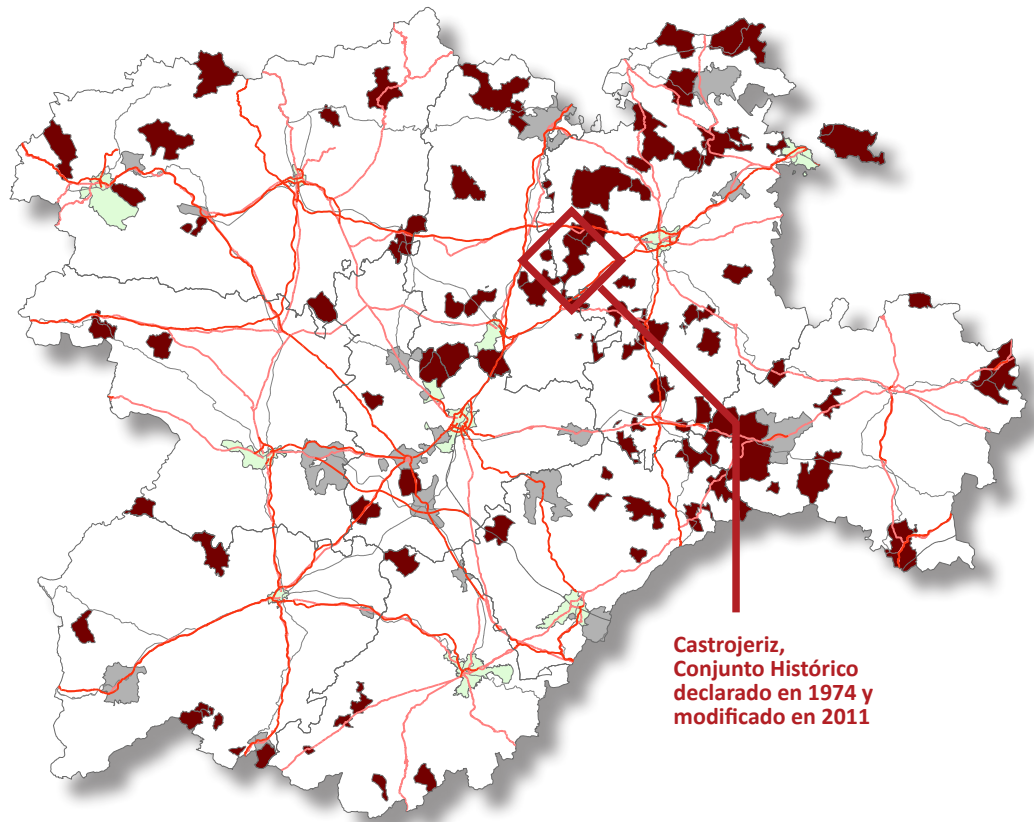 Castrojeriz,
Conjunto Histórico
declarado en 1974 y
modificado en 2011